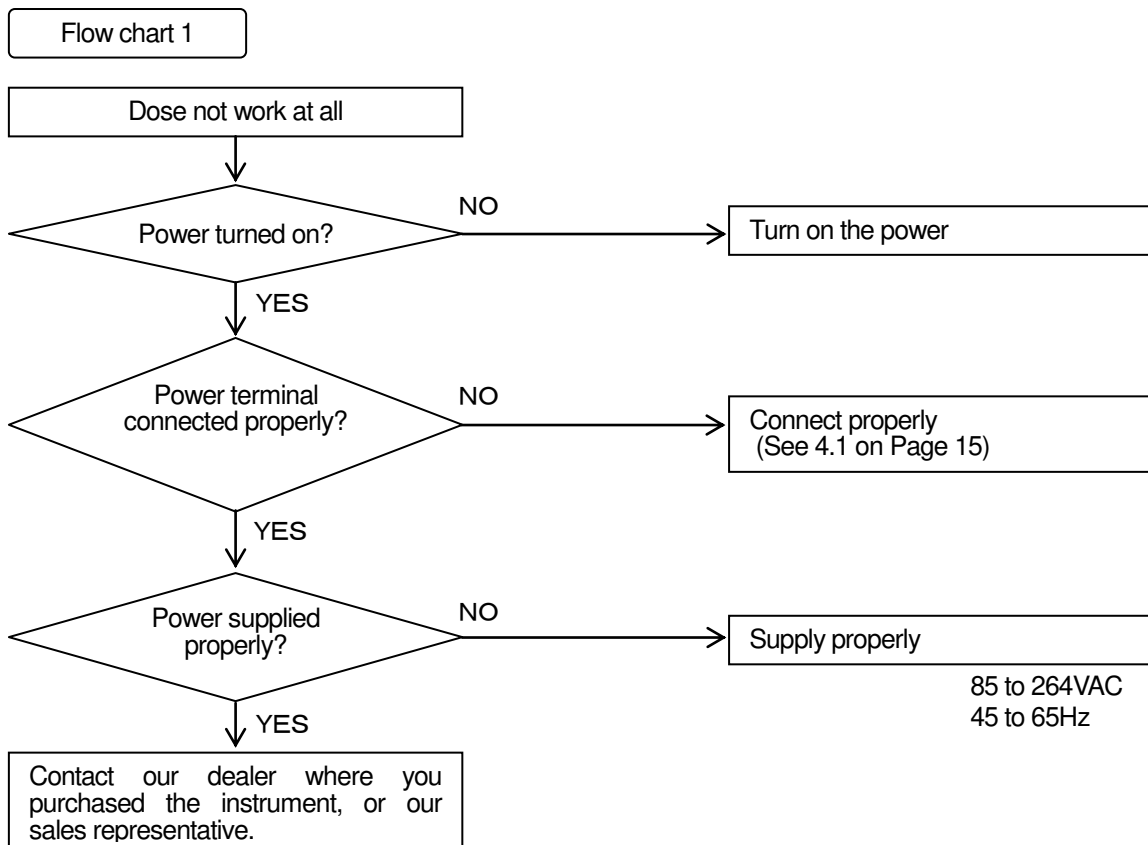 Flow chart 1
Dose not work at all
Power turned on?
NO
Turn on the power
YES
Power terminal
connected properly?
NO
Connect properly
(See 4.1 on Page 15)
YES
Power supplied
properly?
NO
Supply properly
85 to 264VAC
45 to 65Hz
YES
Contact our dealer where you
purchased the instrument, or our
sales representative.